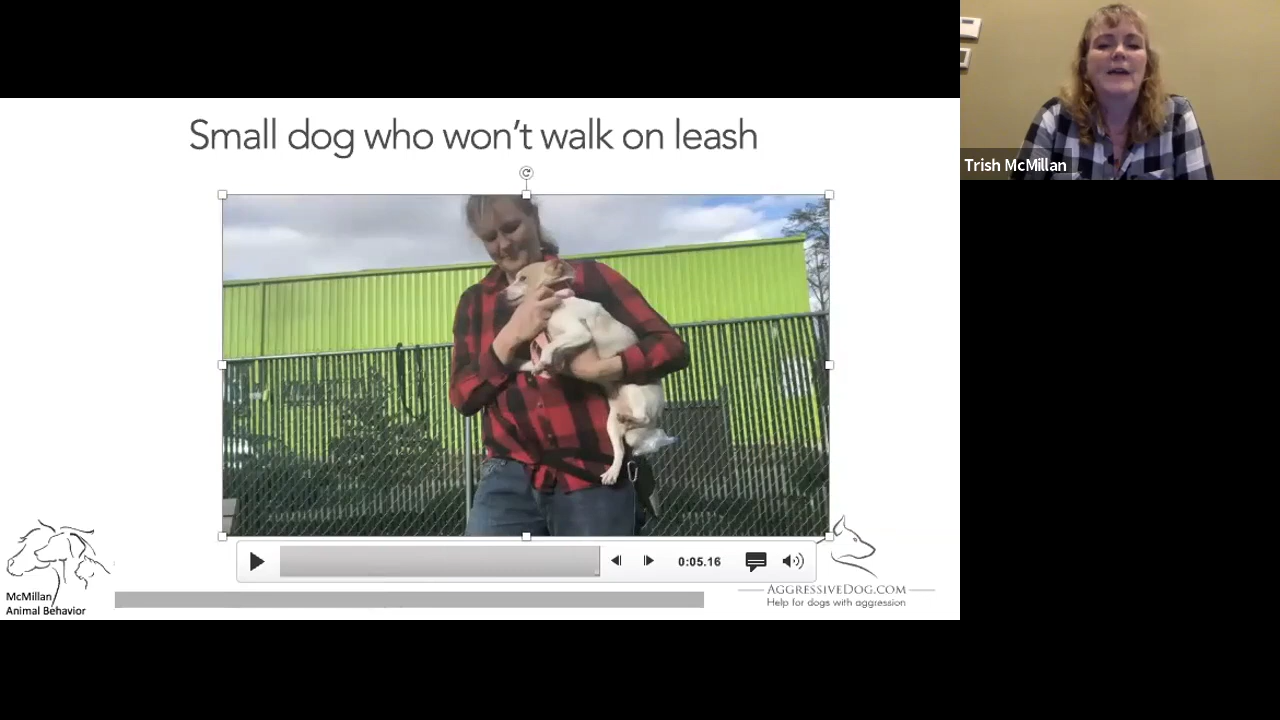 Small dog who won't walk on leash
Trish McMillan
0:05.16
McMillan
Animal Behavior
AGGRESSIVEDOG.COM
Help for dogs with aggression